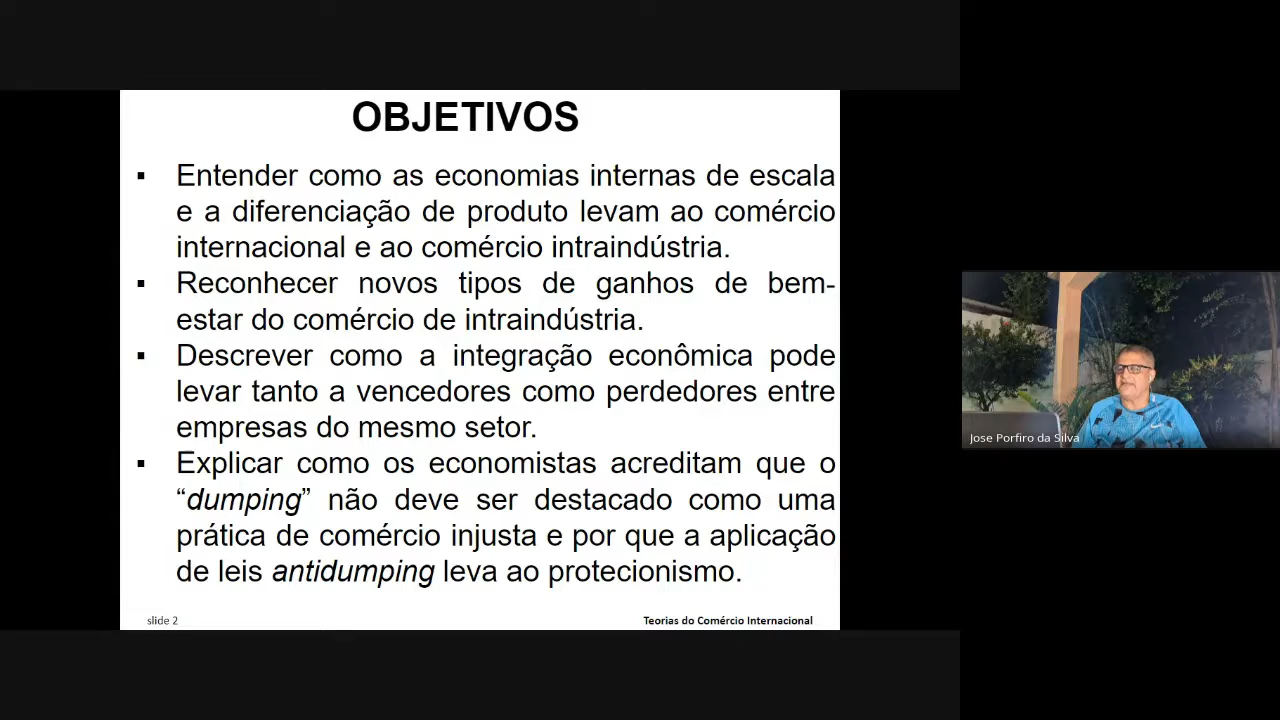 OBJETIVOS
▪ Entender como as economias internas de escala
e a diferenciação de produto levam ao comércio
internacional e ao comércio intraindústria.
▪ Reconhecer novos tipos de ganhos de bem-
estar do comércio de intraindústria.
▪ Descrever como a integração econômica pode
levar tanto a vencedores como perdedores entre
empresas do mesmo setor.
▪ Explicar como os economistas acreditam que o
“dumping” não deve ser destacado como uma
prática de comércio injusta e por que a aplicação
de leis antidumping leva ao protecionismo.
slide 2
Teorias do Comércio Internacional
Jose Porfiro da Silva